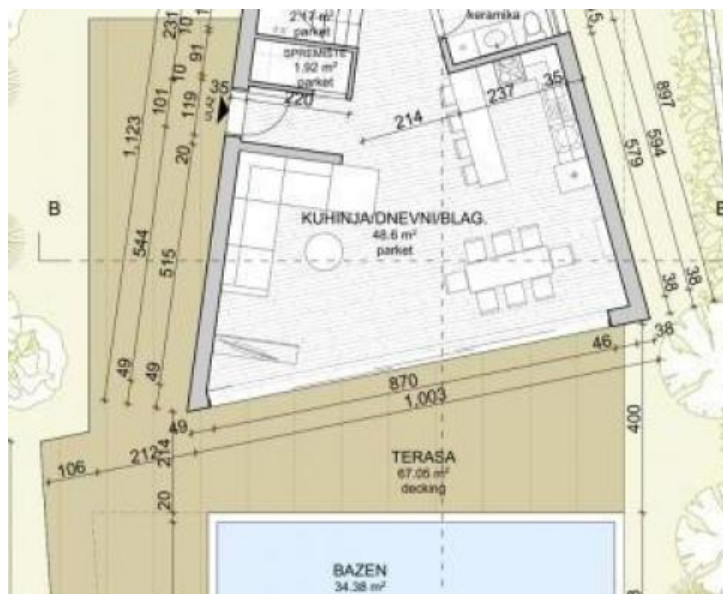 2.17 m²
parket
keramika
SPREMIŠTE
1.92 m²
parket
231
10
91
10
101
119
20
1,123
544
515
49
49
35
220
214
237
35
897
594
579
38
38
38
B
KUHINJA/DNEVNI/BLAG.
48.6 m²
parket
46
870
1,003
49
212
106
214
20
400
TERASA
67.05 m²
decking
BAZEN
34.38 m²